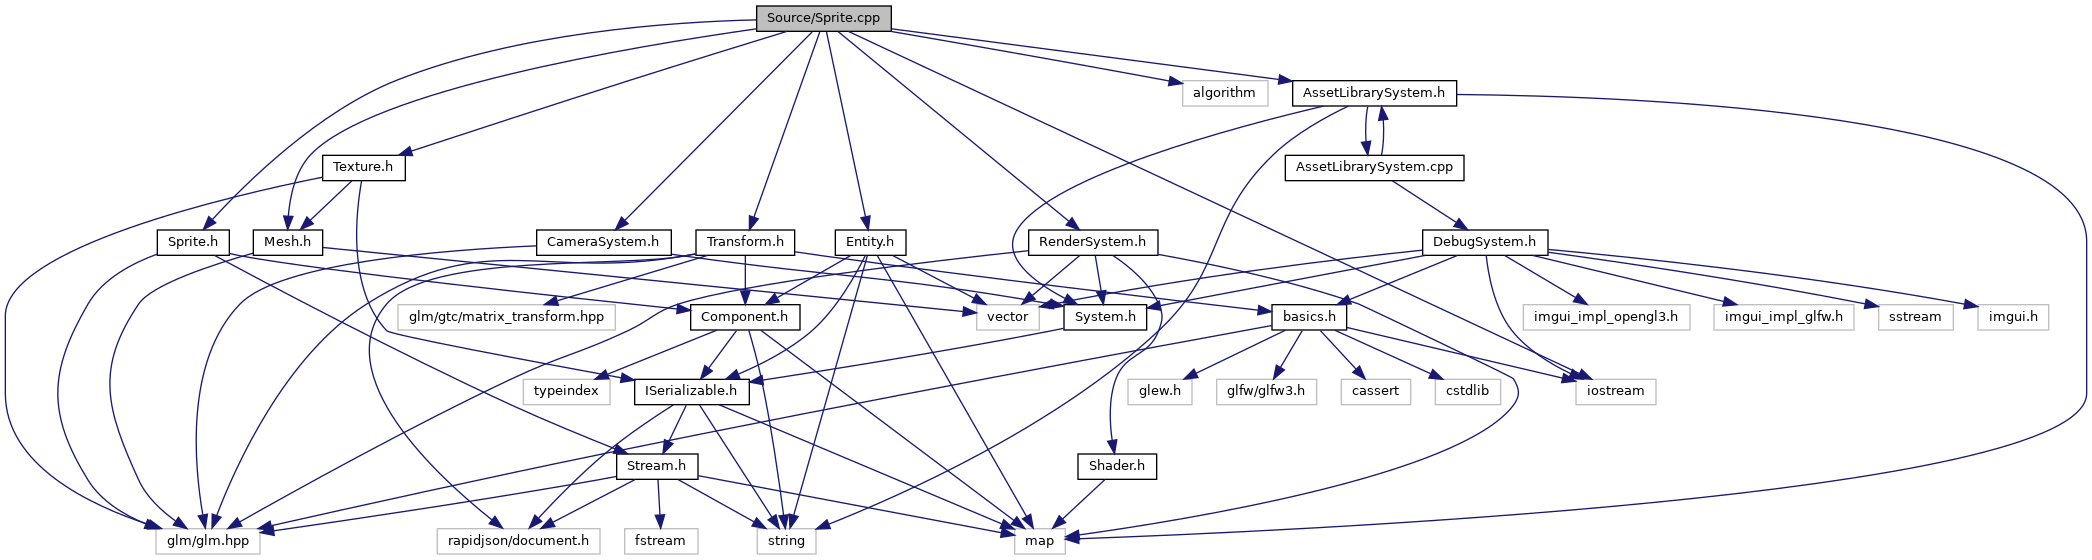 Source/Sprite.cpp
algorithm
AssetLibrarySystem.h
Texture.h
AssetLibrarySystem.cpp
Sprite.h
Mesh.h
CameraSystem.h
Transform.h
Entity.h
RenderSystem.h
DebugSystem.h
glm/gtc/matrix_transform.hpp
Component.h
vector
System.h
basics.h
imgui_impl_opengl3.h
imgui_impl_glfw.h
sstream
imgui.h
typeindex
ISerializable.h
glew.h
glfw/glfw3.h
cassert
cstdlib
iostream
Stream.h
Shader.h
glm/glm.hpp
rapidjson/document.h
fstream
string
map